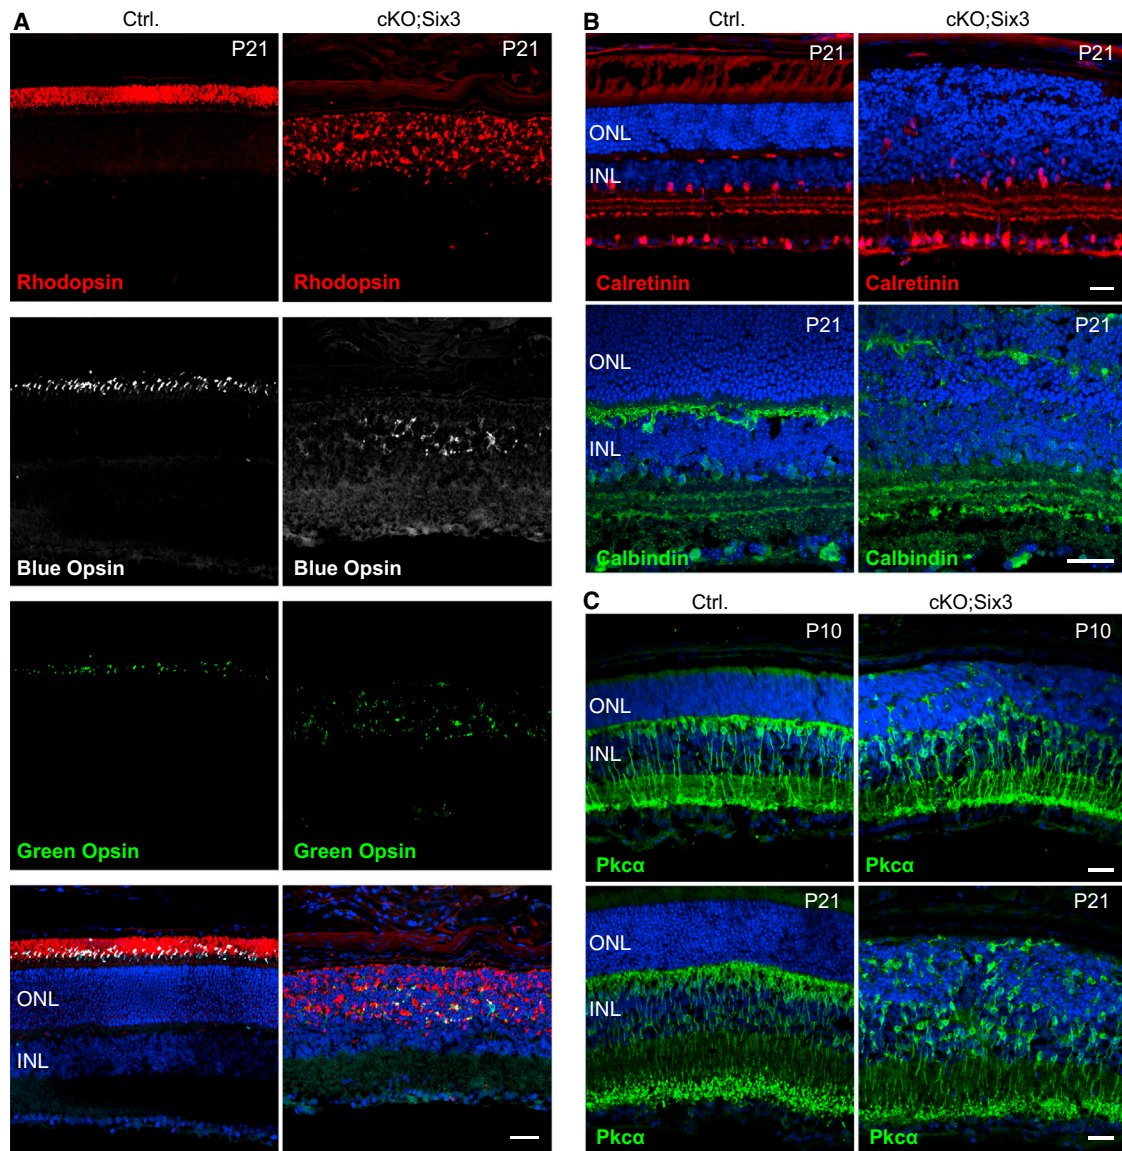 A
Ctrl.
cKO;Six3
P21
Rhodopsin
Rhodopsin
Blue Opsin
Blue Opsin
Green Opsin
Green Opsin
ONL
INL
B
Ctrl.
cKO;Six3
P21
P21
ONL
INL
Calretinin
Calretinin
P21
P21
ONL
INL
Calbindin
Calbindin
C
Ctrl.
cKO;Six3
P10
P10
ONL
INL
Pkcα
Pkcα
P21
P21
ONL
INL
Pkcα
Pkcα